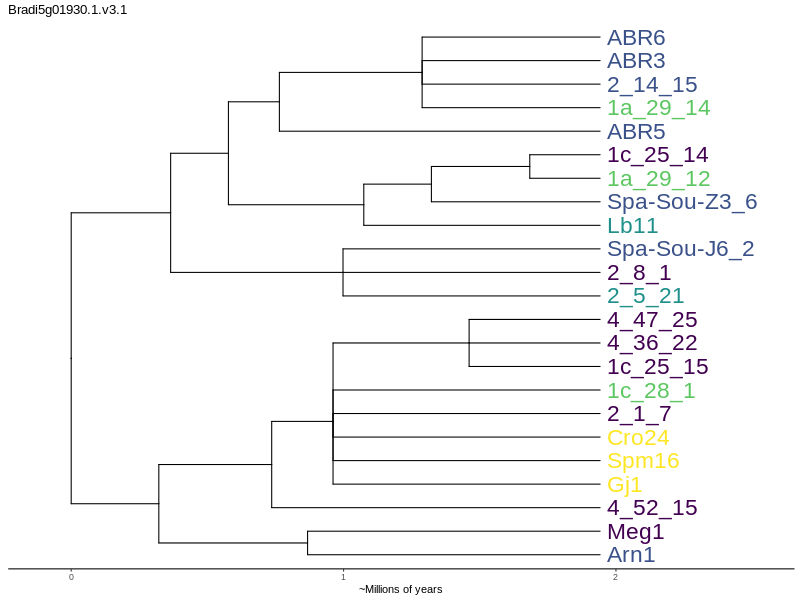 Bradi5g01930.1.v3.1
ABR6
ABR3
2_14_15
1a_29_14
ABR5
1c_25_14
1a_29_12
Spa-Sou-Z3_6
Lb11
Spa-Sou-J6_2
2_8_1
2_5_21
4_47_25
4_36_22
1c_25_15
1c_28_1
2_1_7
Cro24
Spm16
Gj1
4_52_15
Meg1
Arn1
0 1 2
~Millions of years